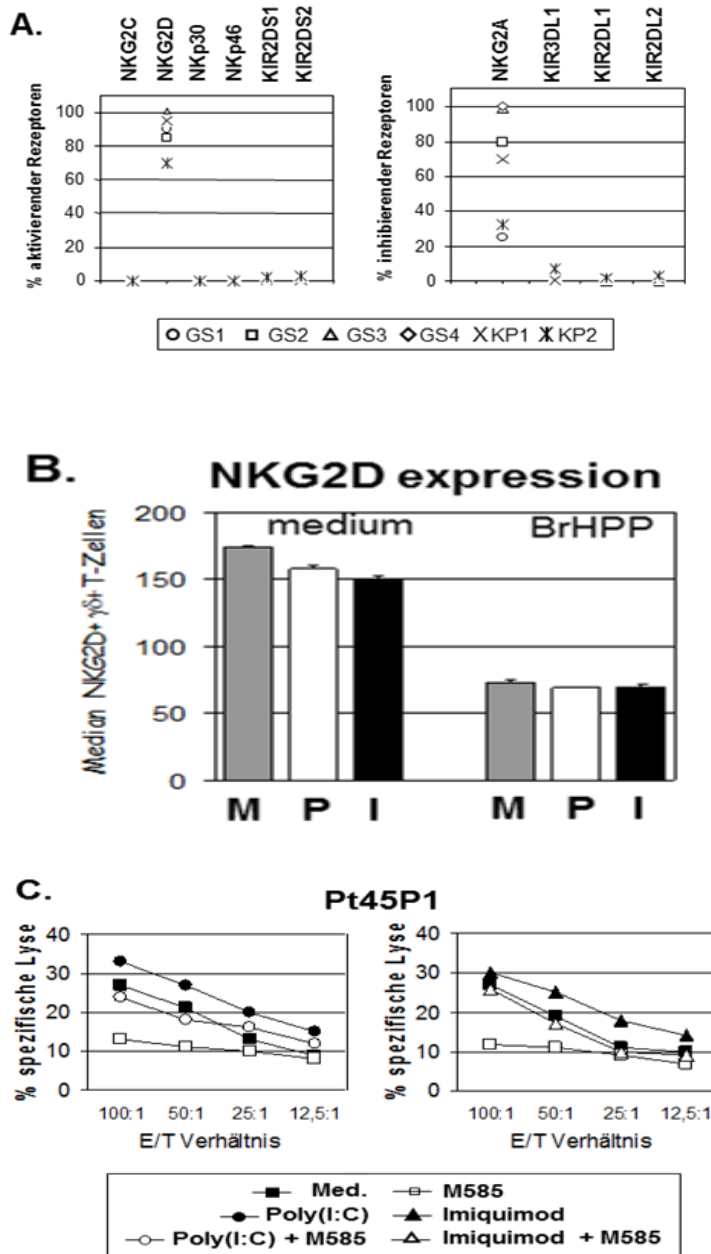 A.
NKG2C
NKG2D
NKp30
NKp46
KIR2DS1
KIR2DS2
% aktivierender Rezeptoren
100
80
60
40
20
0
NKG2A
KIR3DL1
KIR2DL1
KIR2DL2
% inhibierender Rezeptoren
100
80
60
40
20
0
GS1 GS2 GS3 GS4 KP1 KP2
B. NKG2D expression
Median NKG2D+ γδ+ T-Zellen
200
150
100
50
0
medium BrHPP
M P I M P I
C. Pt45P1
% spezifische Lyse
40
30
20
10
0
100:1 50:1 25:1 12,5:1
E/T Verhältnis
% spezifische Lyse
40
30
20
10
0
100:1 50:1 25:1 12,5:1
E/T Verhältnis
Med. M585
Poly(I:C) Imiquimod
Poly(I:C) + M585 Imiquimod + M585